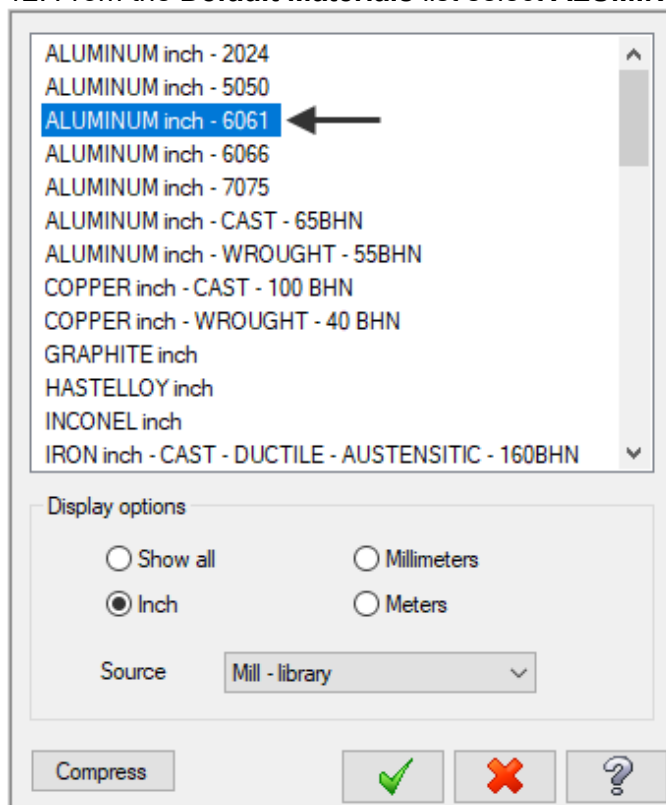 ALUMINUM inch - 2024
ALUMINUM inch - 5050
ALUMINUM inch - 6061
ALUMINUM inch - 6066
ALUMINUM inch - 7075
ALUMINUM inch - CAST - 65BHN
ALUMINUM inch - WROUGHT - 55BHN
COPPER inch - CAST - 100 BHN
COPPER inch - WROUGHT - 40 BHN
GRAPHITE inch
HASTELLOY inch
INCONEL inch
IRON inch - CAST - DUCTILE - AUSTENSITIC - 160BHN
Display options
Show all Millimeters
Inch Meters
Source Mill - library
Compress